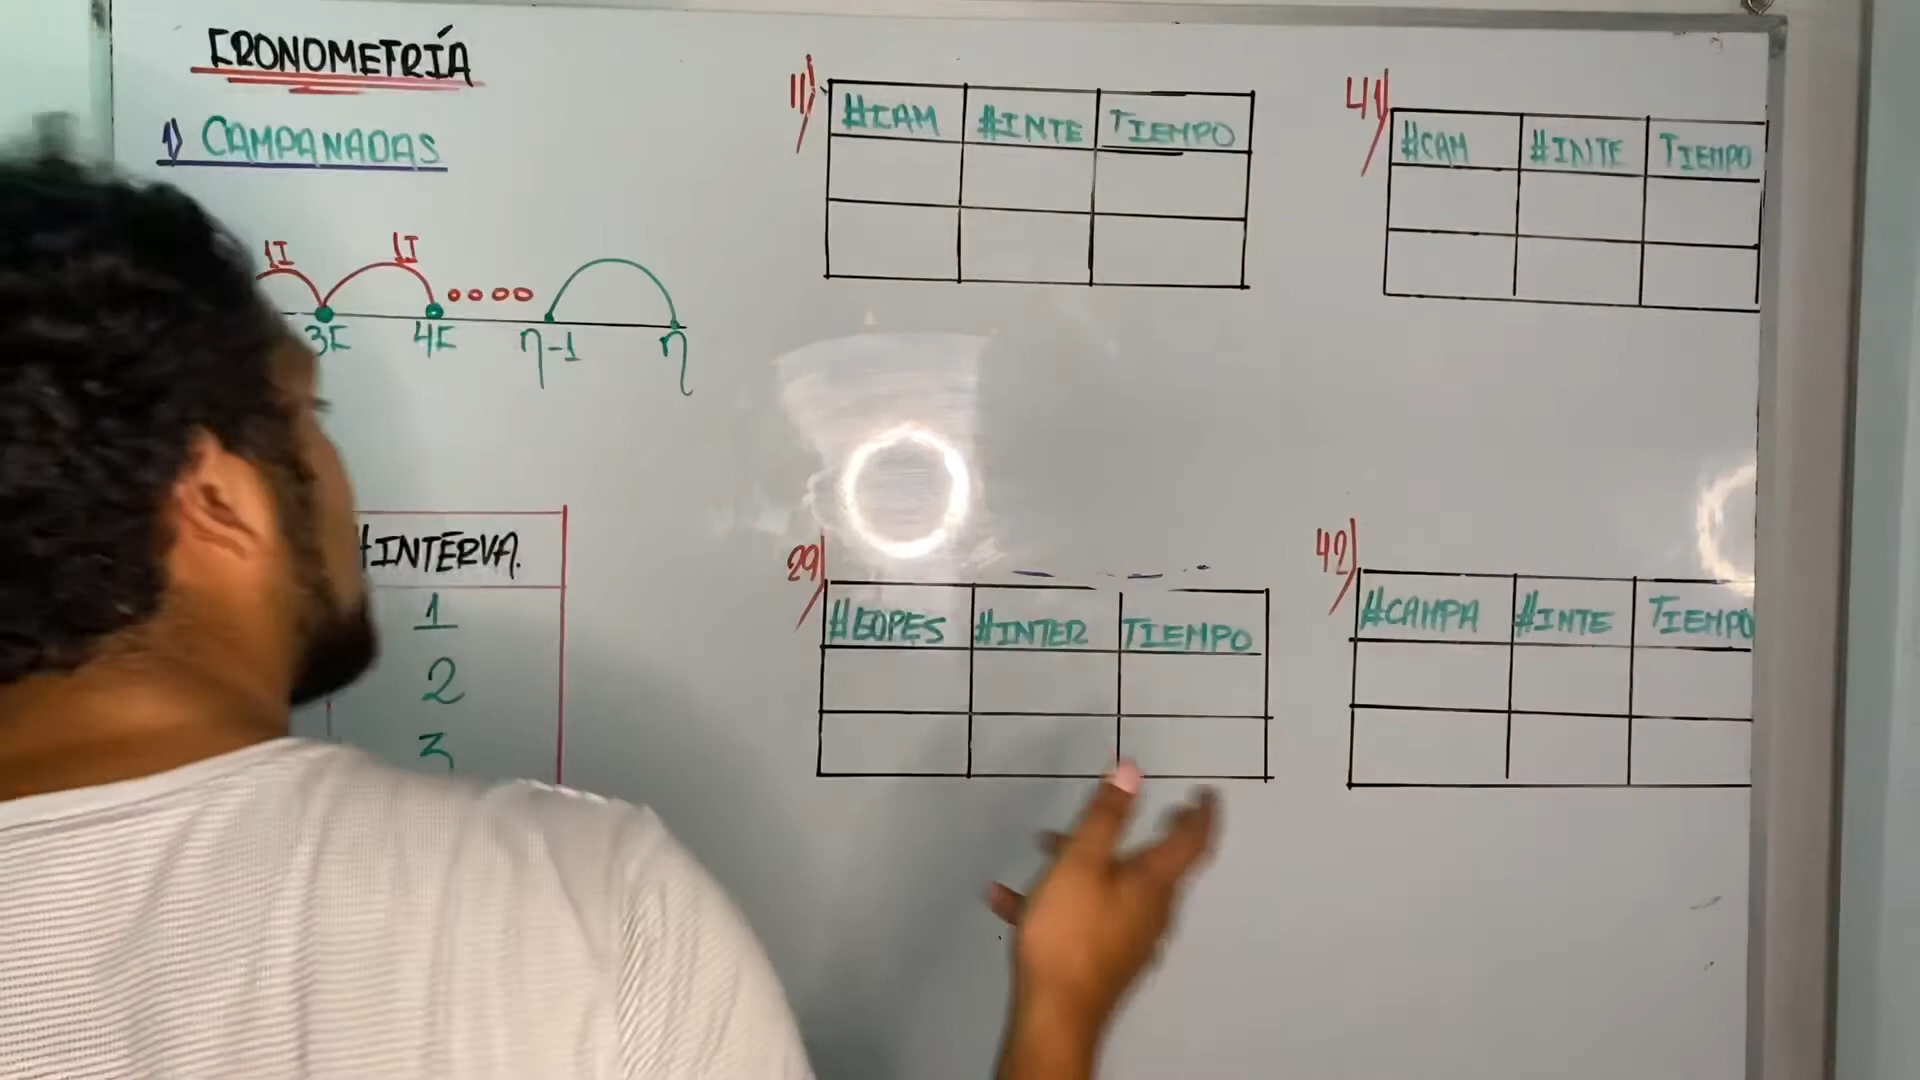 CRONOMETRÍA
1) CAMPANADAS
1I 1I
3C 4C n-1 n
#INTERVA.
1
2
3
11) #CAM #INTE TIEMPO
41) #CAM #INTE TIEMPO
29) #GOPES #INTER TIEMPO
42) #CAMPA #INTE TIEMPO